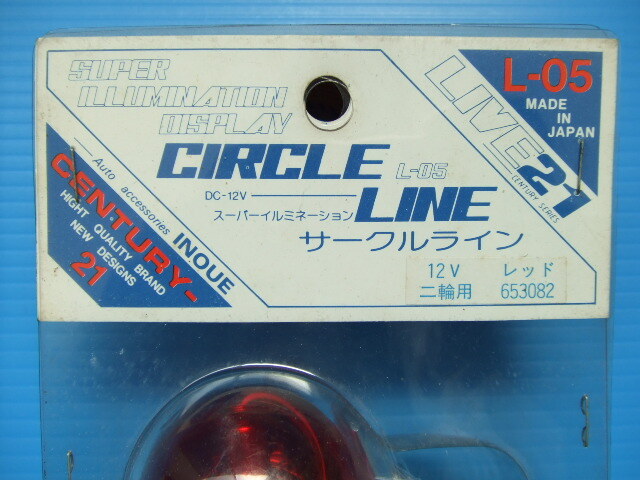 SUPER
ILLUMINATION
DISPLAY
L-05
MADE
IN
JAPAN
LIVE 21
CENTURY SERIES
CIRCLE
L-05
DC-12V
LINE
スーパーイルミネーション
サークルライン
Auto accessories INOUE
CENTURY-
21
HIGHT QUALITY BRAND
NEW DESIGNS
12V レッド
二輪用 653082